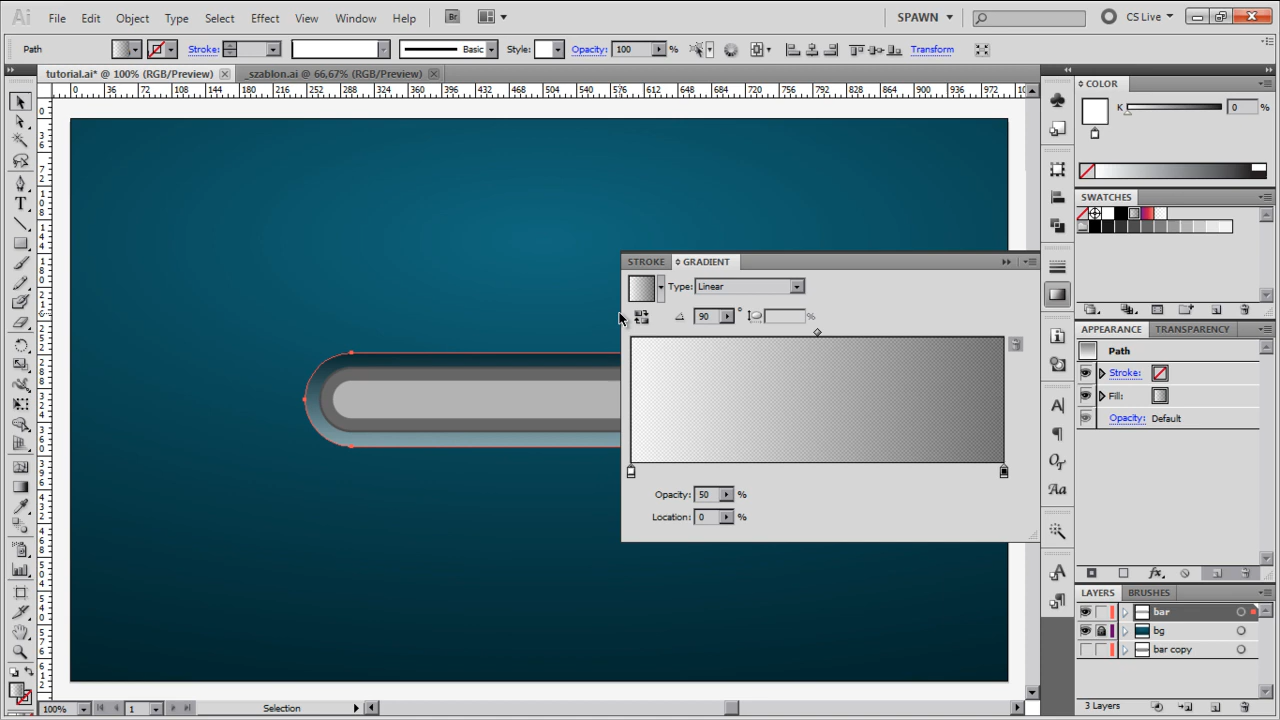 Ai File Edit Object Type Select Effect View Window Help Br SPAWN CS Live
Path Stroke: Basic Style: Opacity: 100 % Transform
tutorial.ai* @ 100% (RGB/Preview) _szablon.ai @ 66,67% (RGB/Preview)
0 36 72 108 144 180 216 252 288 324 360 396 432 468 504 540 576 612 648 684 720 756 792 828 864 900 936 972
COLOR
K 0 %
SWATCHES
STROKE GRADIENT
Type: Linear
90 ° %
Opacity: 50 %
Location: 0 %
APPEARANCE TRANSPARENCY
Path
Stroke:
Fill:
Opacity: Default
LAYERS BRUSHES
bar
bg
bar copy
3 Layers
100% 1 Selection